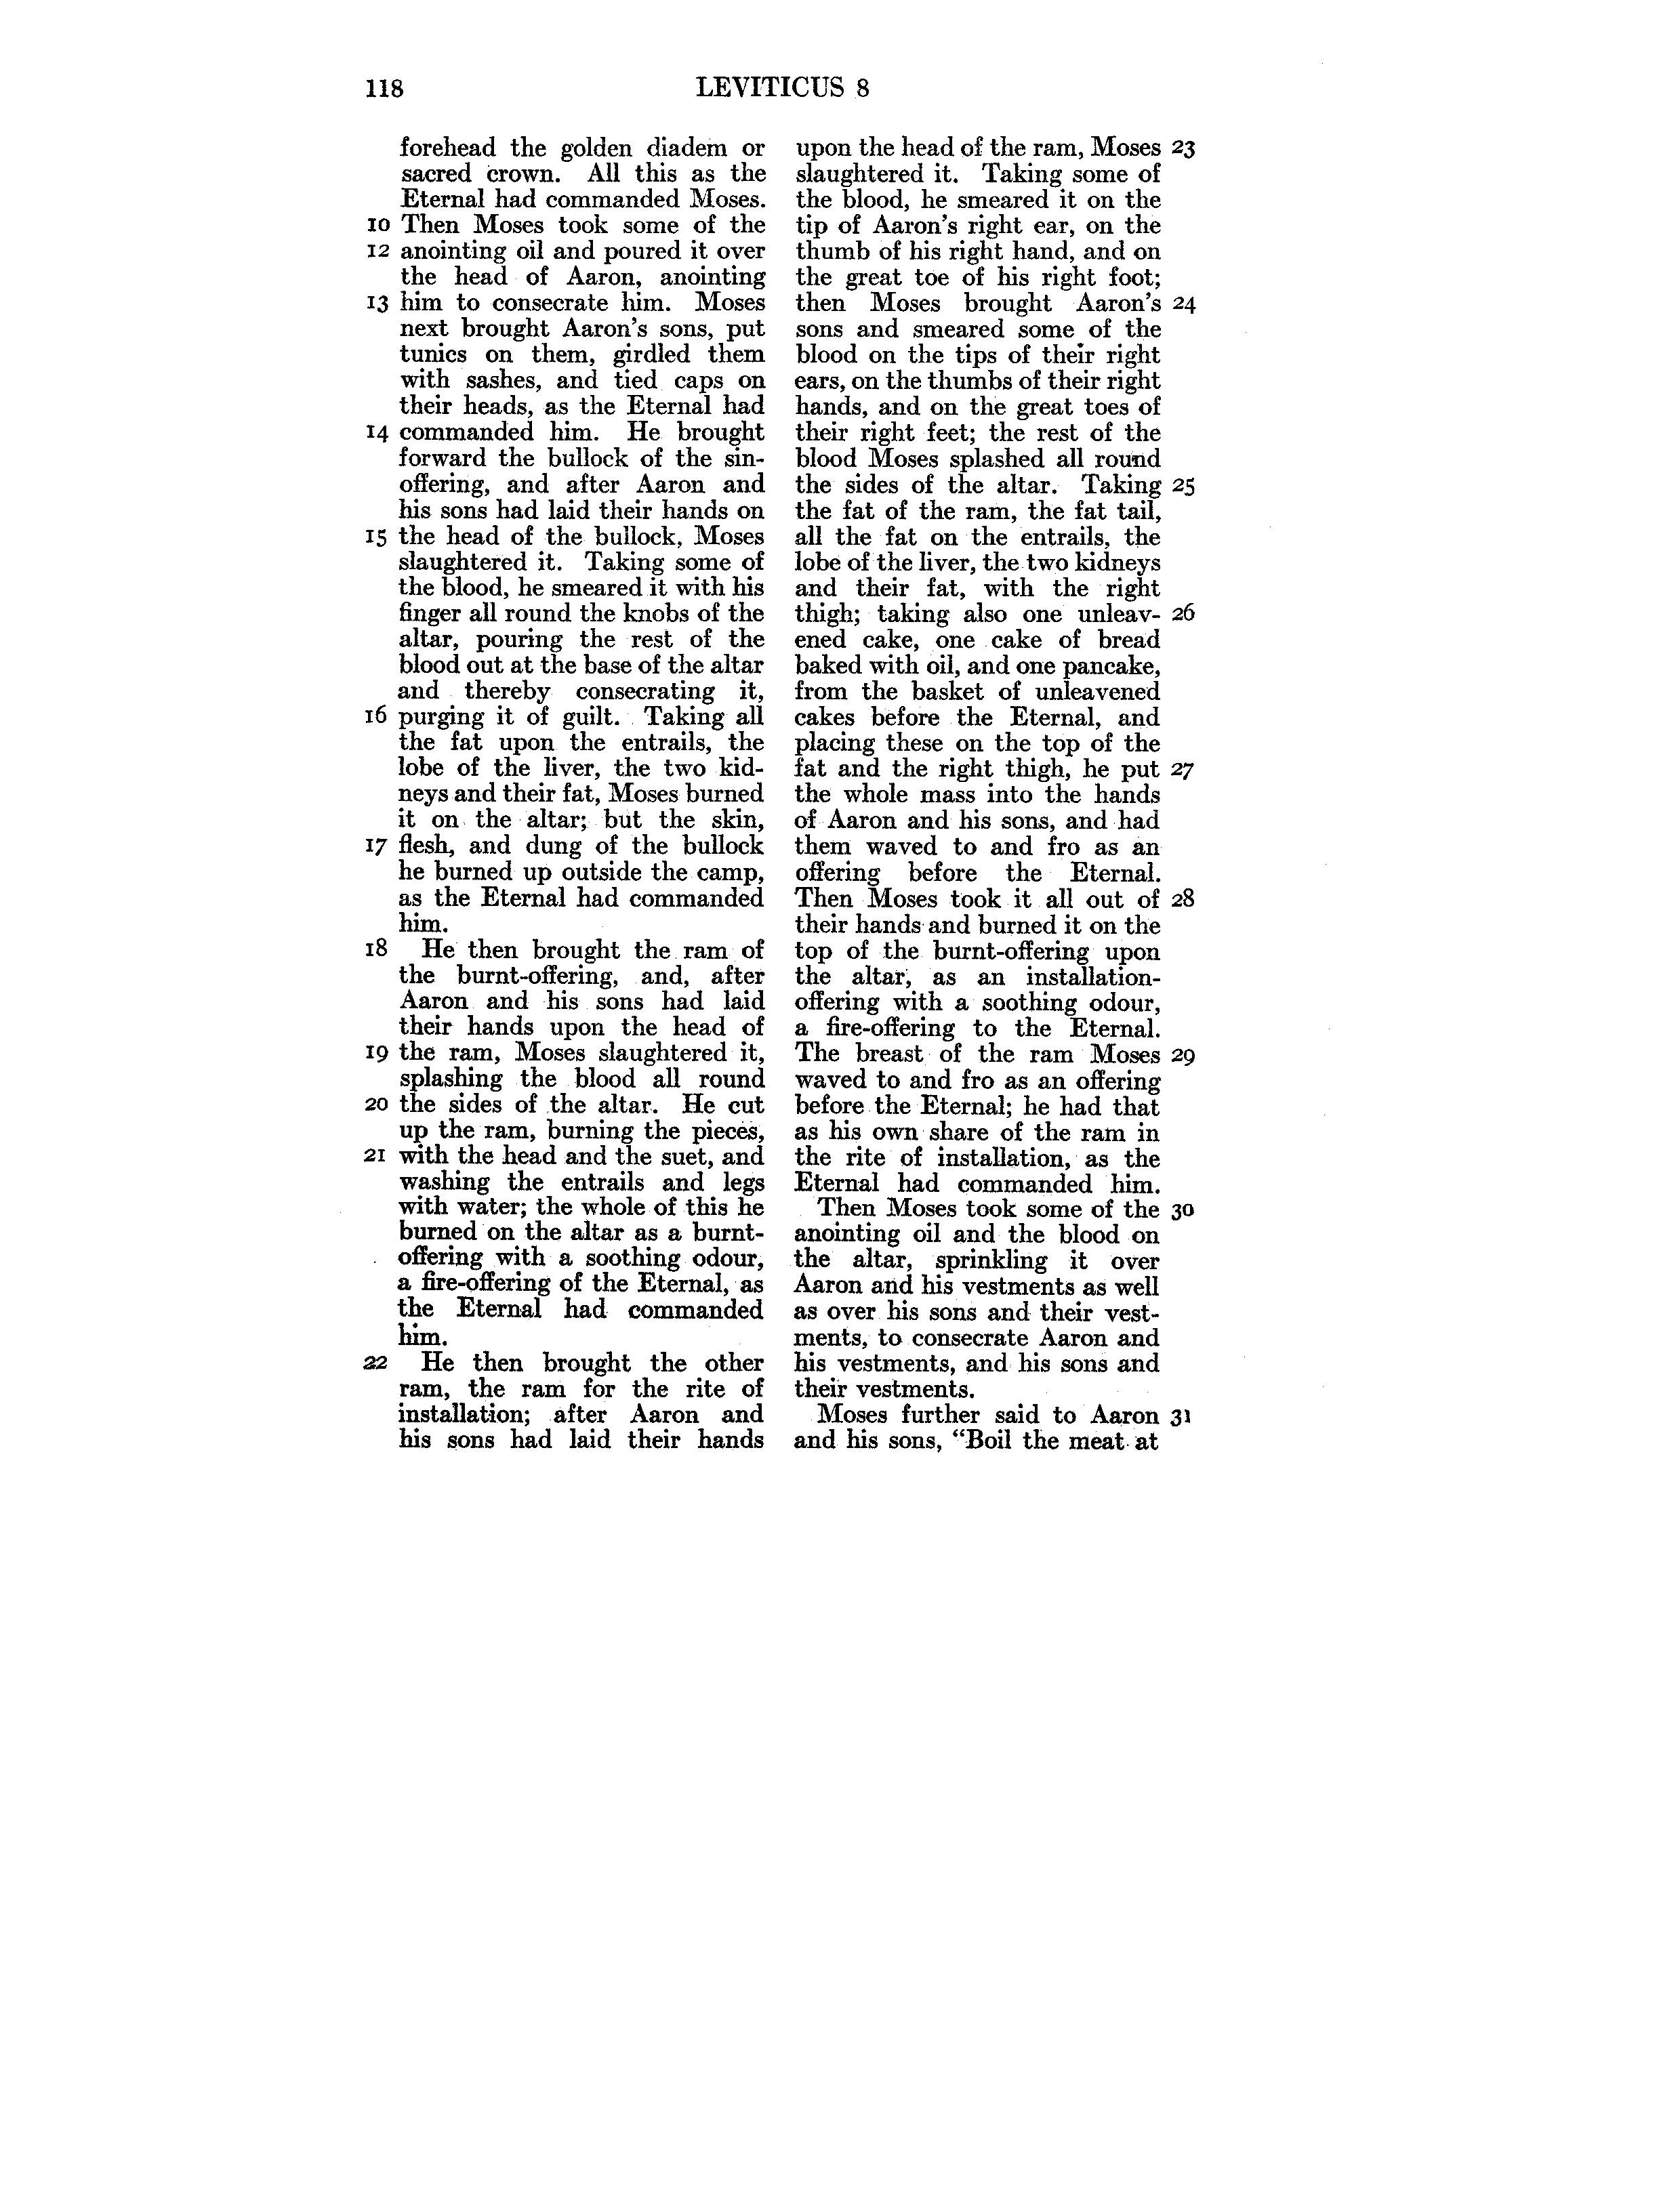 118 LEVITICUS 8
forehead the golden diadem or
sacred crown. All this as the
Eternal had commanded Moses.
10 Then Moses took some of the
12 anointing oil and poured it over
the head of Aaron, anointing
13 him to consecrate him. Moses
next brought Aaron's sons, put
tunics on them, girdled them
with sashes, and tied caps on
their heads, as the Eternal had
14 commanded him. He brought
forward the bullock of the sin-
offering, and after Aaron and
his sons had laid their hands on
15 the head of the bullock, Moses
slaughtered it. Taking some of
the blood, he smeared it with his
finger all round the knobs of the
altar, pouring the rest of the
blood out at the base of the altar
and thereby consecrating it,
16 purging it of guilt. Taking all
the fat upon the entrails, the
lobe of the liver, the two kid-
neys and their fat, Moses burned
it on the altar; but the skin,
17 flesh, and dung of the bullock
he burned up outside the camp,
as the Eternal had commanded
him.
18 He then brought the ram of
the burnt-offering, and, after
Aaron and his sons had laid
their hands upon the head of
19 the ram, Moses slaughtered it,
splashing the blood all round
20 the sides of the altar. He cut
up the ram, burning the pieces,
21 with the head and the suet, and
washing the entrails and legs
with water; the whole of this he
burned on the altar as a burnt-
offering with a soothing odour,
a fire-offering of the Eternal, as
the Eternal had commanded
him.
22 He then brought the other
ram, the ram for the rite of
installation; after Aaron and
his sons had laid their hands
upon the head of the ram, Moses 23
slaughtered it. Taking some of
the blood, he smeared it on the
tip of Aaron's right ear, on the
thumb of his right hand, and on
the great toe of his right foot;
then Moses brought Aaron's 24
sons and smeared some of the
blood on the tips of their right
ears, on the thumbs of their right
hands, and on the great toes of
their right feet; the rest of the
blood Moses splashed all round
the sides of the altar. Taking 25
the fat of the ram, the fat tail,
all the fat on the entrails, the
lobe of the liver, the two kidneys
and their fat, with the right
thigh; taking also one unleav- 26
ened cake, one cake of bread
baked with oil, and one pancake,
from the basket of unleavened
cakes before the Eternal, and
placing these on the top of the
fat and the right thigh, he put 27
the whole mass into the hands
of Aaron and his sons, and had
them waved to and fro as an
offering before the Eternal.
Then Moses took it all out of 28
their hands and burned it on the
top of the burnt-offering upon
the altar, as an installation-
offering with a soothing odour,
a fire-offering to the Eternal.
The breast of the ram Moses 29
waved to and fro as an offering
before the Eternal; he had that
as his own share of the ram in
the rite of installation, as the
Eternal had commanded him.
Then Moses took some of the 30
anointing oil and the blood on
the altar, sprinkling it over
Aaron and his vestments as well
as over his sons and their vest-
ments, to consecrate Aaron and
his vestments, and his sons and
their vestments.
Moses further said to Aaron 31
and his sons, "Boil the meat at